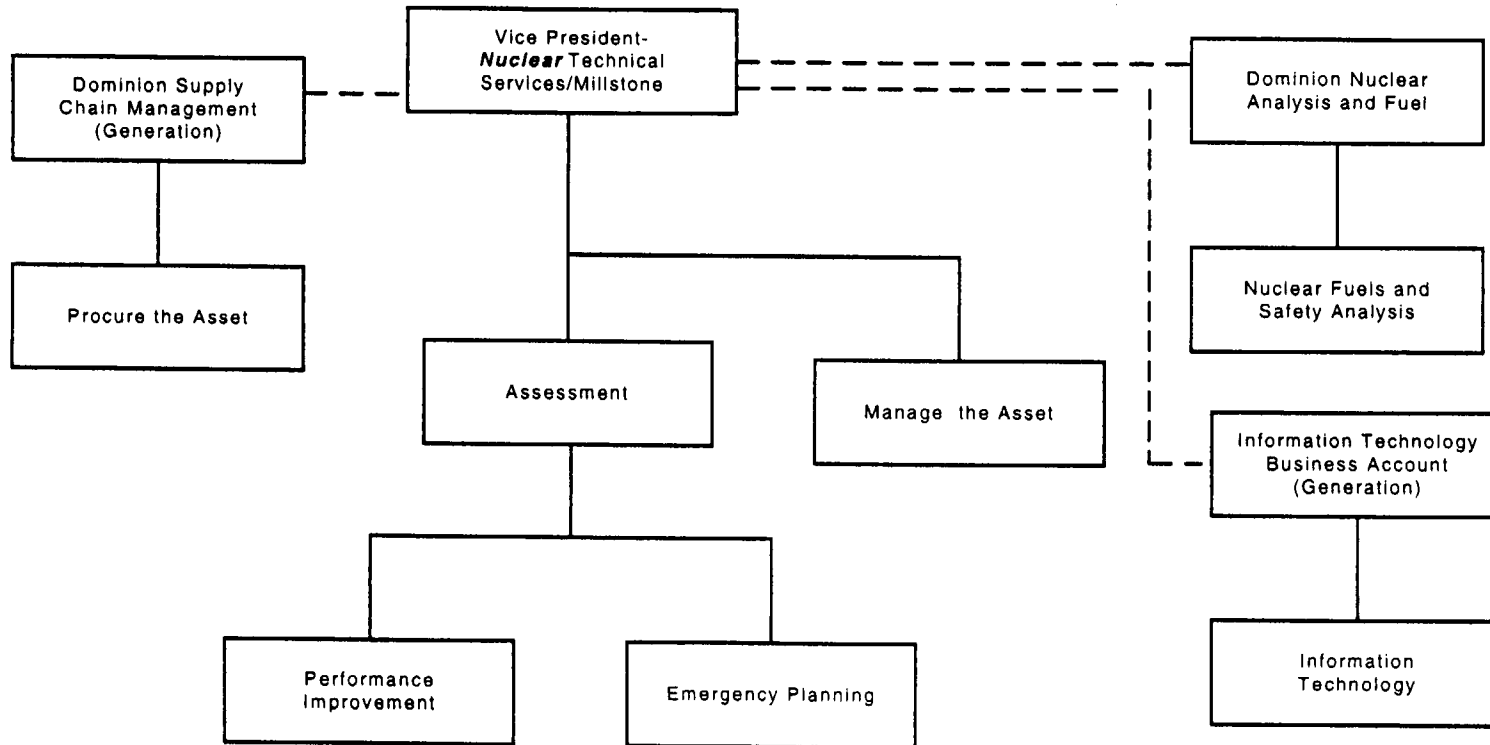 Vice President-
Nuclear Technical
Services/Millstone
Dominion Supply
Chain Management
(Generation)
Dominion Nuclear
Analysis and Fuel
Procure the Asset
Nuclear Fuels and
Safety Analysis
Assessment
Manage the Asset
Information Technology
Business Account
(Generation)
Performance
Improvement
Emergency Planning
Information
Technology